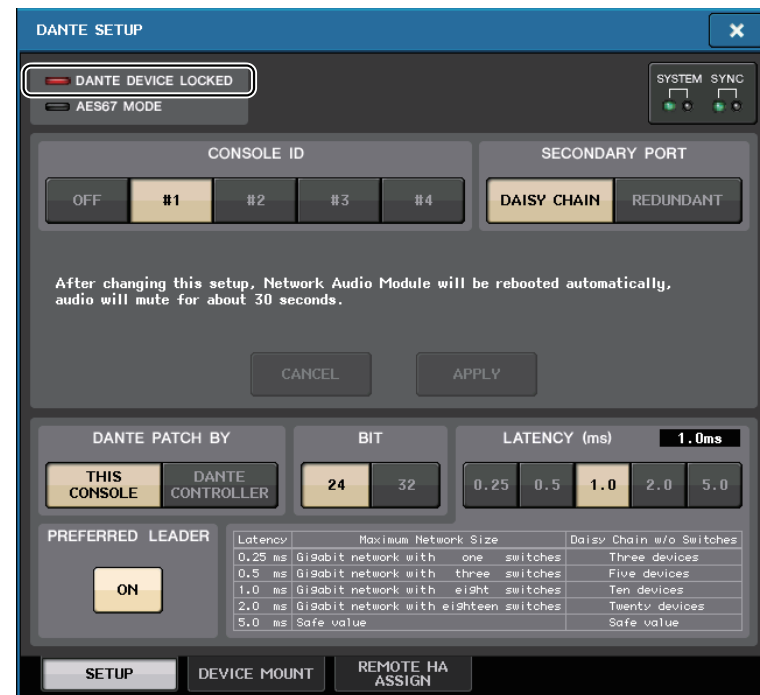 DANTE SETUP
DANTE DEVICE LOCKED
AES67 MODE
SYSTEM SYNC
CONSOLE ID
OFF #1 #2 #3 #4
SECONDARY PORT
DAISY CHAIN REDUNDANT
After changing this setup, Network Audio Module will be rebooted automatically,
audio will mute for about 30 seconds.
CANCEL APPLY
DANTE PATCH BY
THIS CONSOLE DANTE CONTROLLER
BIT
24 32
LATENCY (ms) 1.0ms
0.25 0.5 1.0 2.0 5.0
PREFERRED LEADER
ON
Latency Maximum Network Size Daisy Chain w/o Switches
0.25 ms Gigabit network with one switches Three devices
0.5 ms Gigabit network with three switches Five devices
1.0 ms Gigabit network with eight switches Ten devices
2.0 ms Gigabit network with eighteen switches Twenty devices
5.0 ms Safe value Safe value
SETUP DEVICE MOUNT REMOTE HA ASSIGN